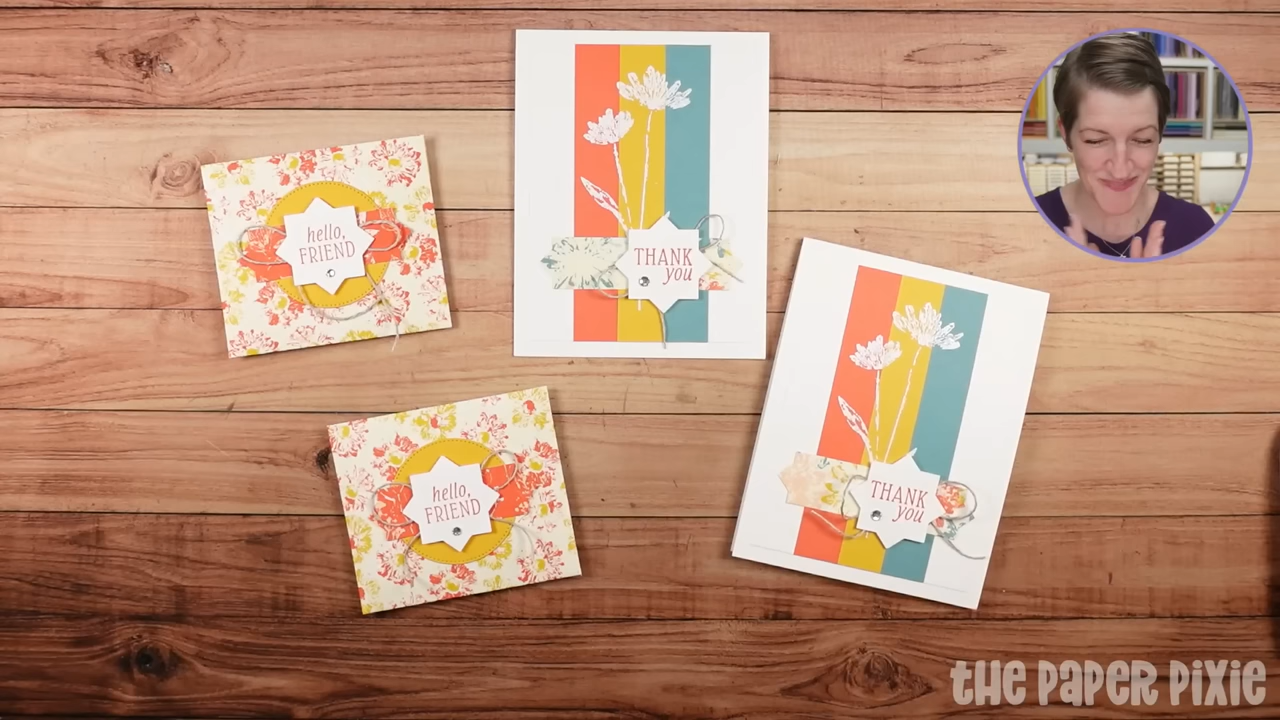 hello,
FRIEND
THANK
you
hello,
FRIEND
THANK
you
the paper pixie